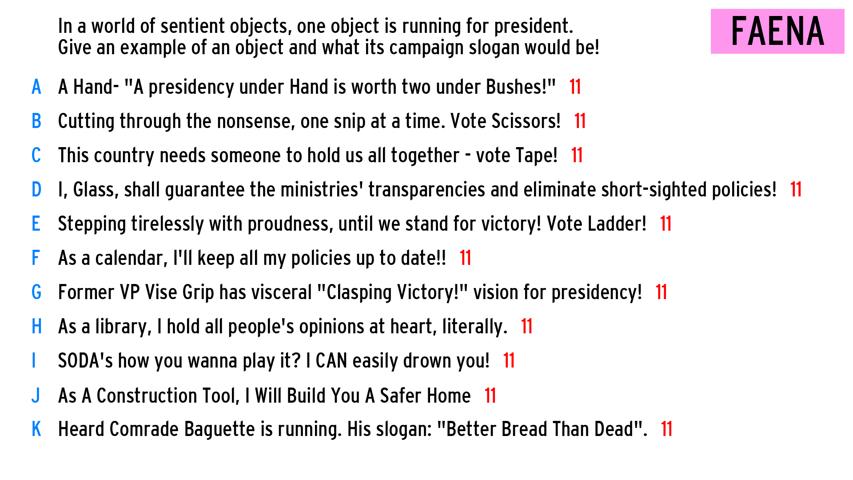 In a world of sentient objects, one object is running for president.
Give an example of an object and what its campaign slogan would be!
FAENA
A A Hand- "A presidency under Hand is worth two under Bushes!" 11
B Cutting through the nonsense, one snip at a time. Vote Scissors! 11
C This country needs someone to hold us all together - vote Tape! 11
D I, Glass, shall guarantee the ministries' transparencies and eliminate short-sighted policies! 11
E Stepping tirelessly with proudness, until we stand for victory! Vote Ladder! 11
F As a calendar, I'll keep all my policies up to date!! 11
G Former VP Vise Grip has visceral "Clasping Victory!" vision for presidency! 11
H As a library, I hold all people's opinions at heart, literally. 11
I SODA's how you wanna play it? I CAN easily drown you! 11
J As A Construction Tool, I Will Build You A Safer Home 11
K Heard Comrade Baguette is running. His slogan: "Better Bread Than Dead". 11